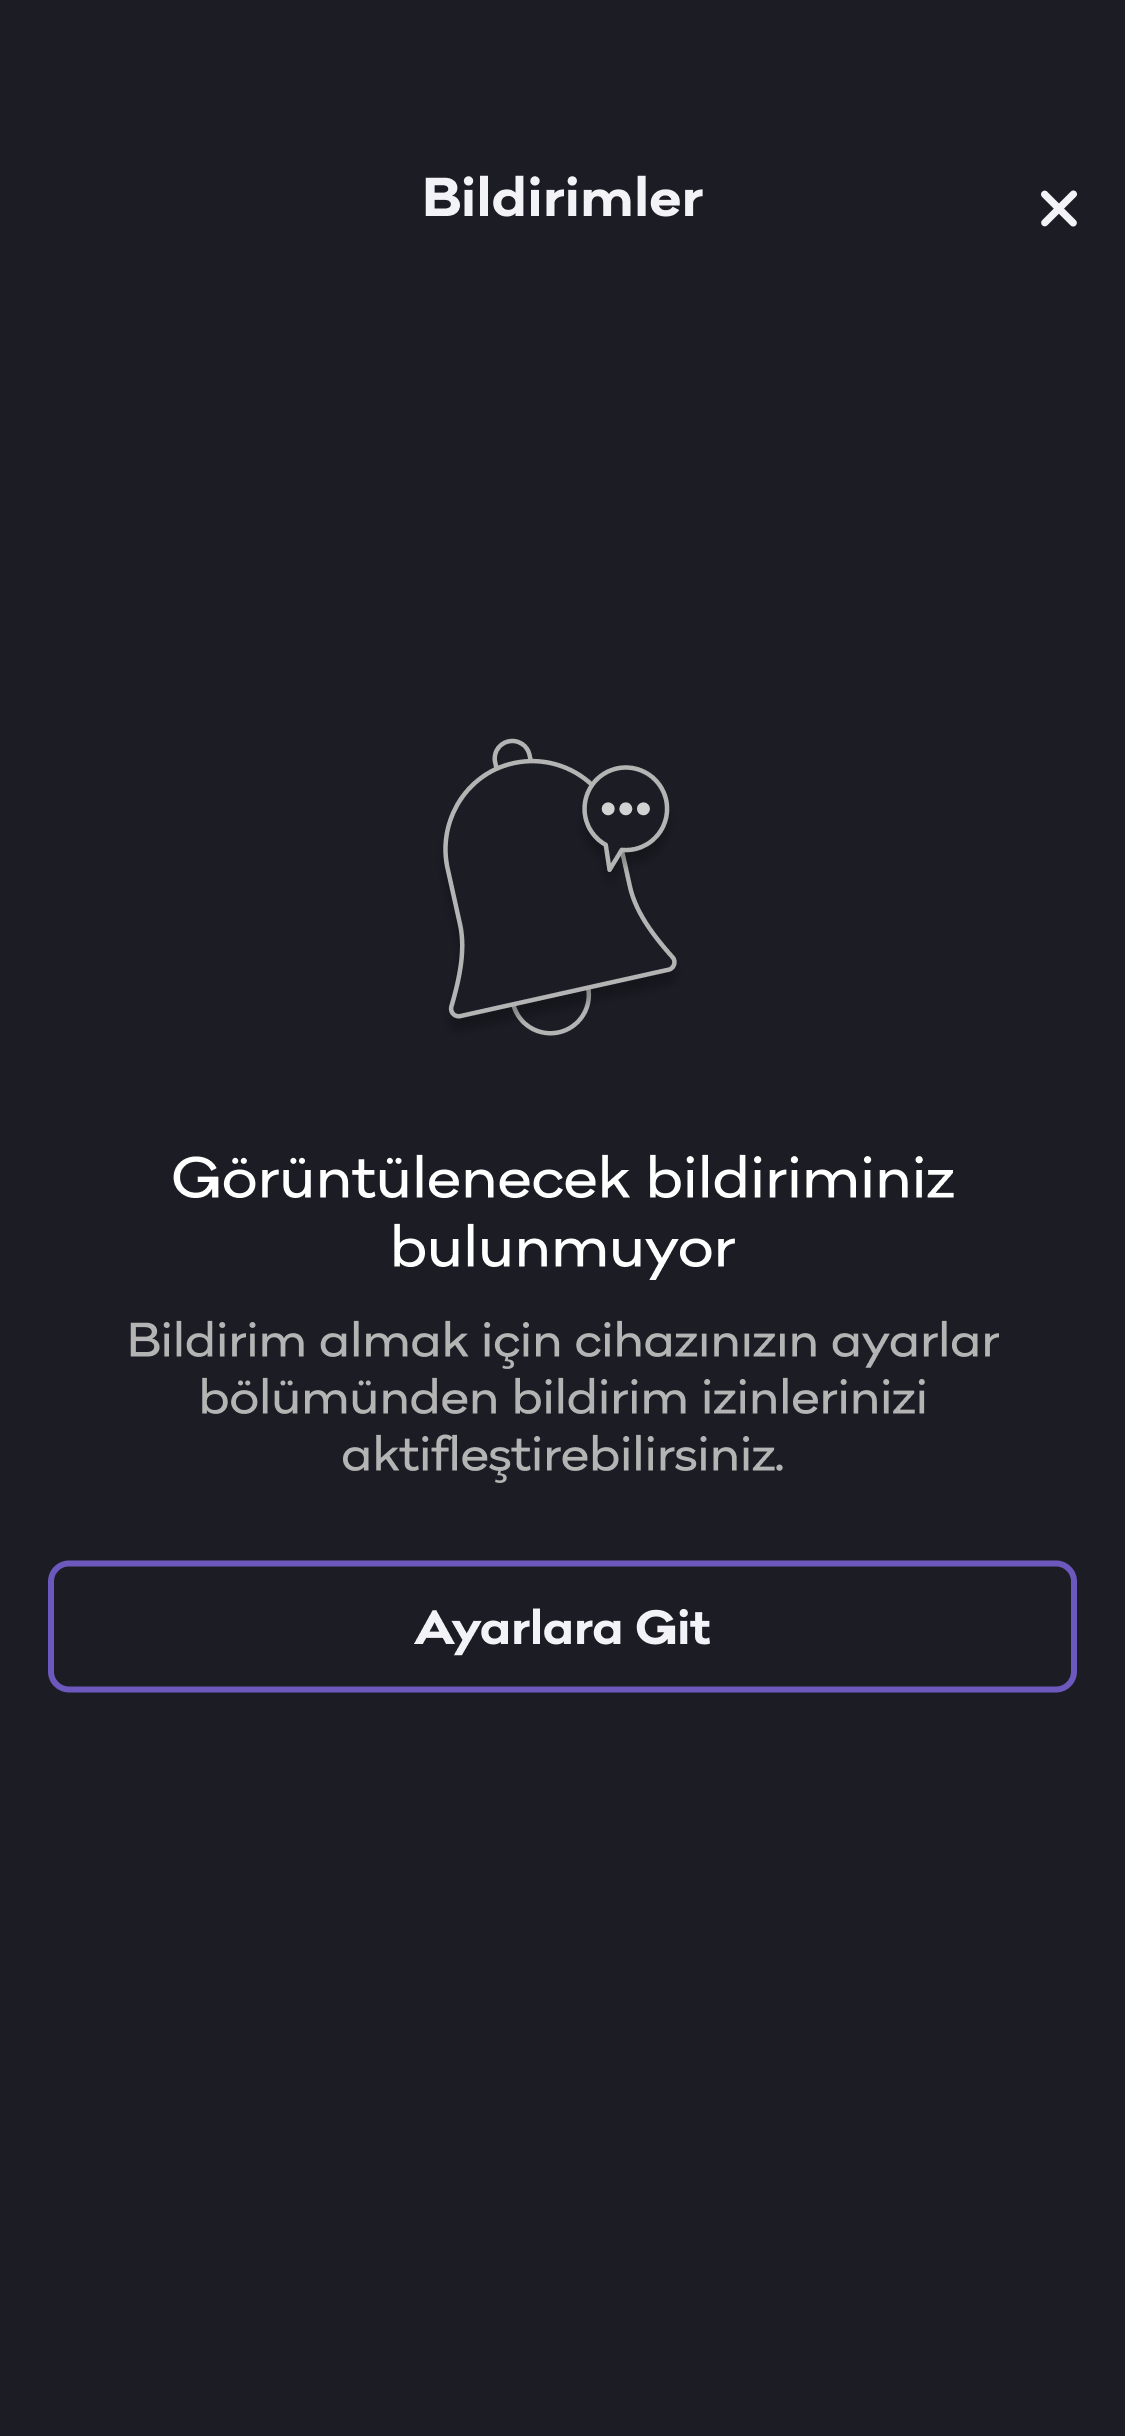 Bildirimler
Görüntülenecek bildiriminiz
bulunmuyor
Bildirim almak için cihazınızın ayarlar
bölümünden bildirim izinlerinizi
aktifleştirebilirsiniz.
Ayarlara Git